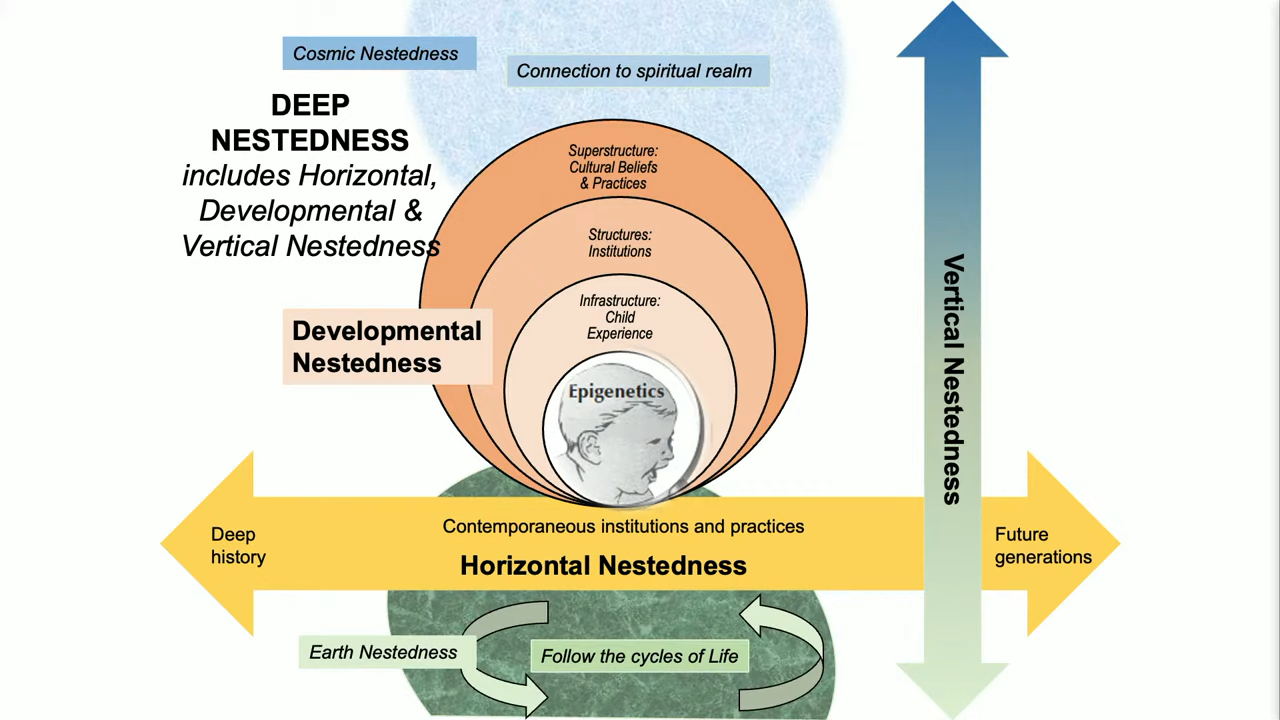 Cosmic Nestedness
Connection to spiritual realm
DEEP
NESTEDNESS
includes Horizontal,
Developmental &
Vertical Nestedness
Superstructure:
Cultural Beliefs
& Practices
Structures:
Institutions
Infrastructure:
Child
Experience
Developmental
Nestedness
Epigenetics
Vertical Nestedness
Deep
history
Contemporaneous institutions and practices
Horizontal Nestedness
Future
generations
Earth Nestedness
Follow the cycles of Life